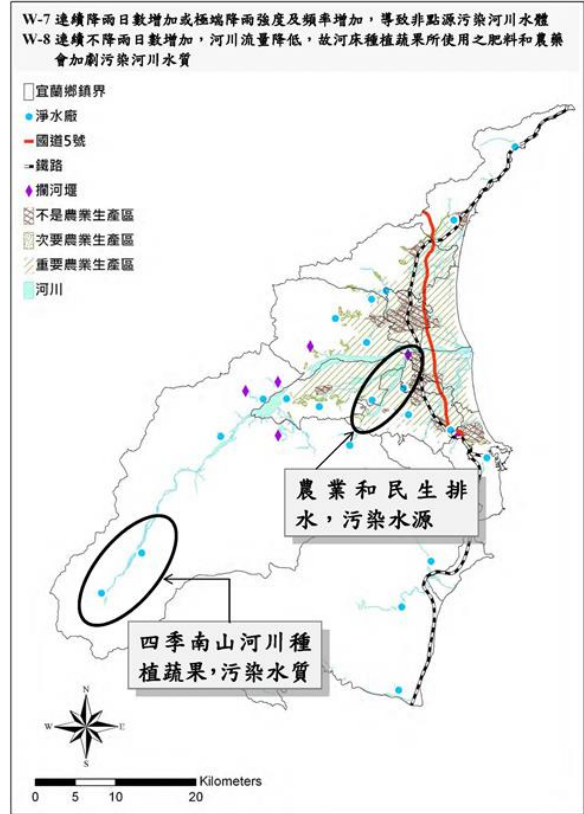 W-7 連續降雨日數增加或極端降雨強度及頻率增加，導致非點源污染河川水體
W-8 連續不降雨日數增加，河川流量降低，故河床種植蔬果所使用之肥料和農藥
會加劇污染河川水質
宜蘭鄉鎮界
淨水廠
國道5號
鐵路
攔河堰
不是農業生產區
次要農業生產區
重要農業生產區
河川
農業和民生排
水，污染水源
四季南山河川種
植蔬果，污染水質
N
W
E
S
Kilometers
0 5 10 20